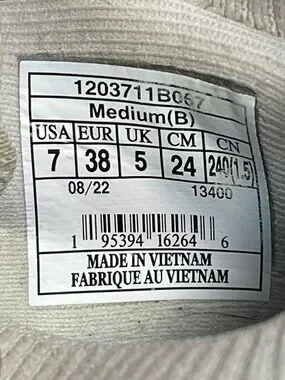 1203711B067
Medium(B)
USA EUR UK CM CN
7 38 5 24 240(1.5)
08/22 13400
1 95394 16264 6
MADE IN VIETNAM
FABRIQUE AU VIETNAM